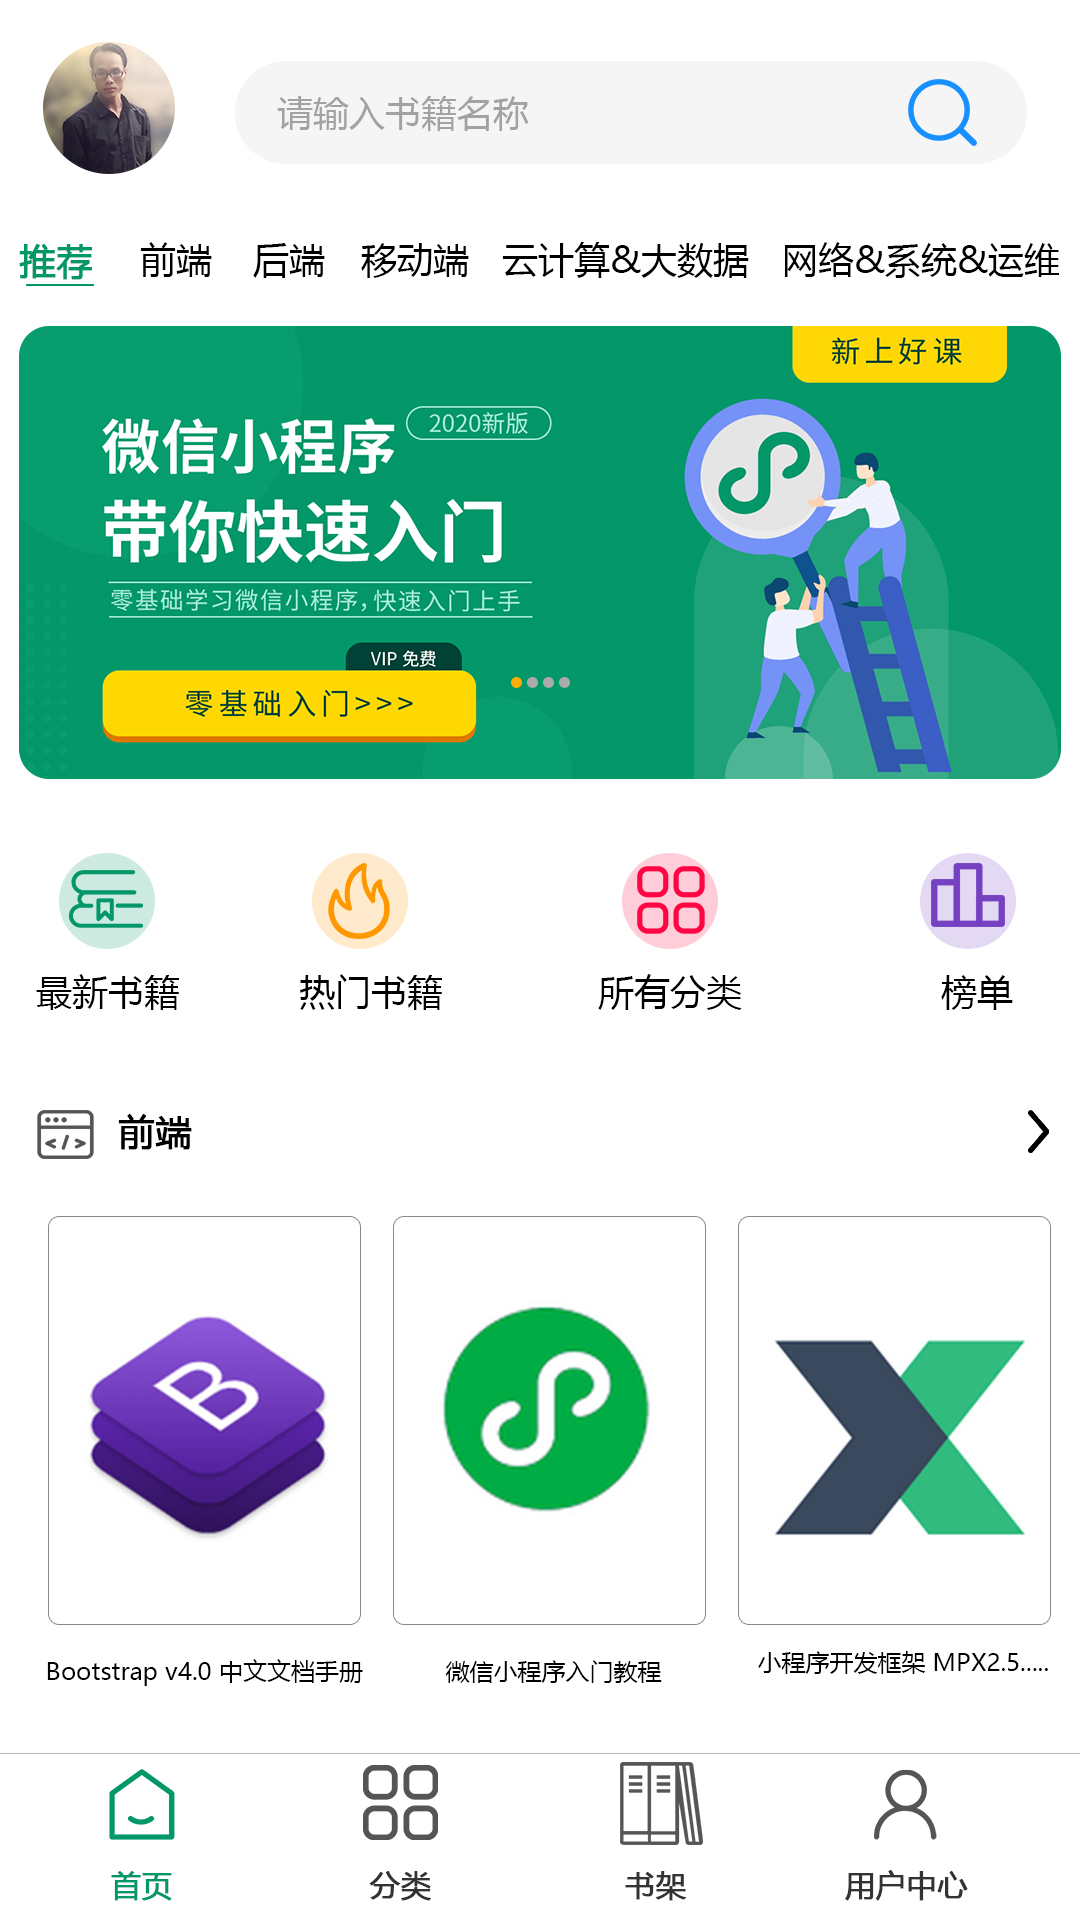 请输入书籍名称
推荐 前端 后端 移动端 云计算&大数据 网络&系统&运维
新上好课
微信小程序 2020新版
带你快速入门
零基础学习微信小程序,快速入门上手
VIP 免费
零基础入门>>>
最新书籍 热门书籍 所有分类 榜单
前端
B
Bootstrap v4.0 中文文档手册 微信小程序入门教程 小程序开发框架 MPX2.5.....
首页 分类 书架 用户中心